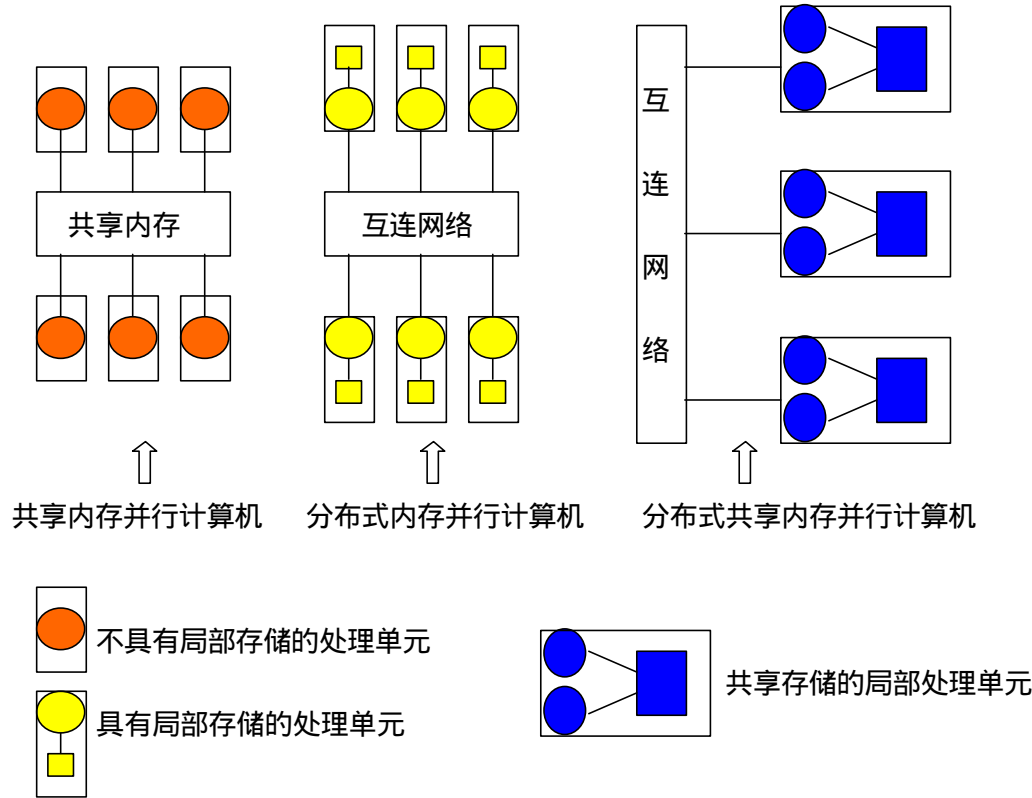 共享内存
互连网络
互连网络
共享内存并行计算机
分布式内存并行计算机
分布式共享内存并行计算机
不具有局部存储的处理单元
具有局部存储的处理单元
共享存储的局部处理单元